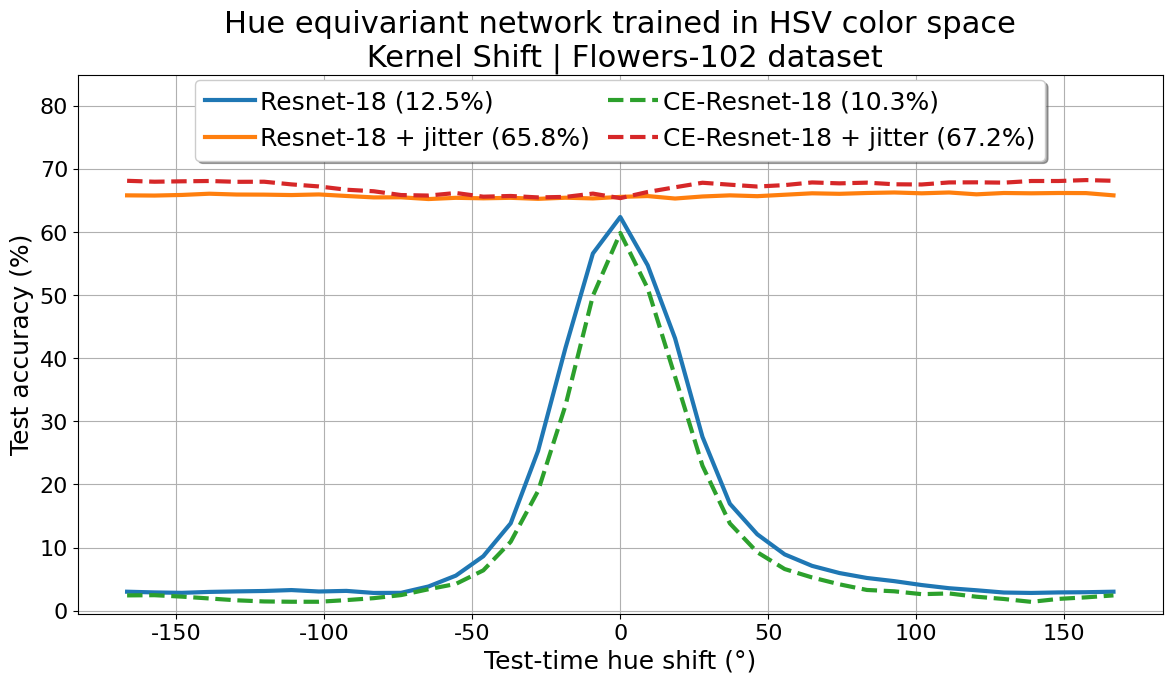 Hue equivariant network trained in HSV color space
Kernel Shift | Flowers-102 dataset
Resnet-18 (12.5%)
CE-Resnet-18 (10.3%)
Resnet-18 + jitter (65.8%)
CE-Resnet-18 + jitter (67.2%)
Test accuracy (%)
80
70
60
50
40
30
20
10
0
-150 -100 -50 0 50 100 150
Test-time hue shift (°)